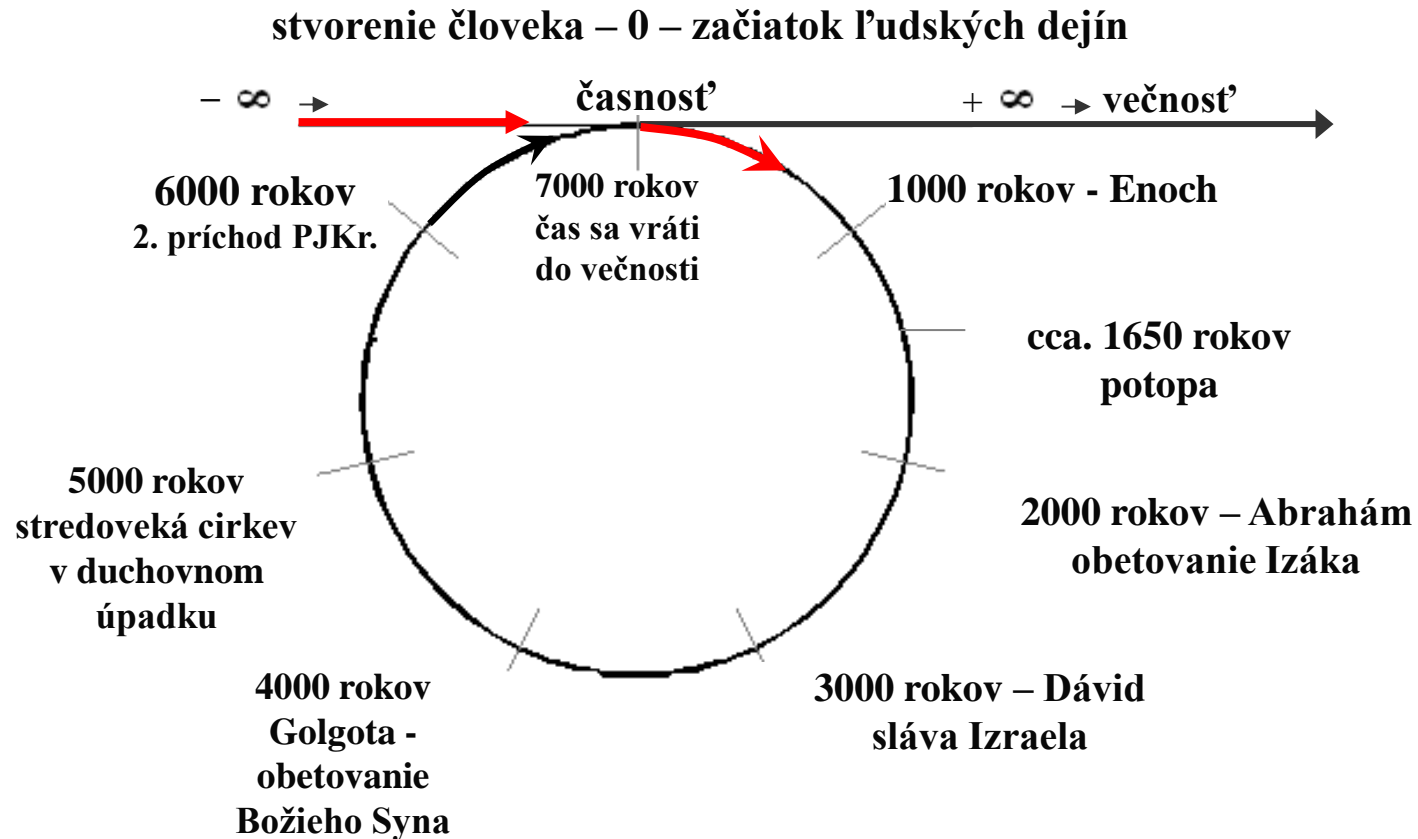 stvorenie človeka – 0 – začiatok ľudských dejín
– ∞ → časnosť + ∞ → večnosť
6000 rokov
2. príchod PJKr.
7000 rokov
čas sa vráti
do večnosti
1000 rokov - Enoch
cca. 1650 rokov
potopa
5000 rokov
stredoveká cirkev
v duchovnom
úpadku
2000 rokov – Abrahám
obetovanie Izáka
4000 rokov
Golgota -
obetovanie
Božieho Syna
3000 rokov – Dávid
sláva Izraela